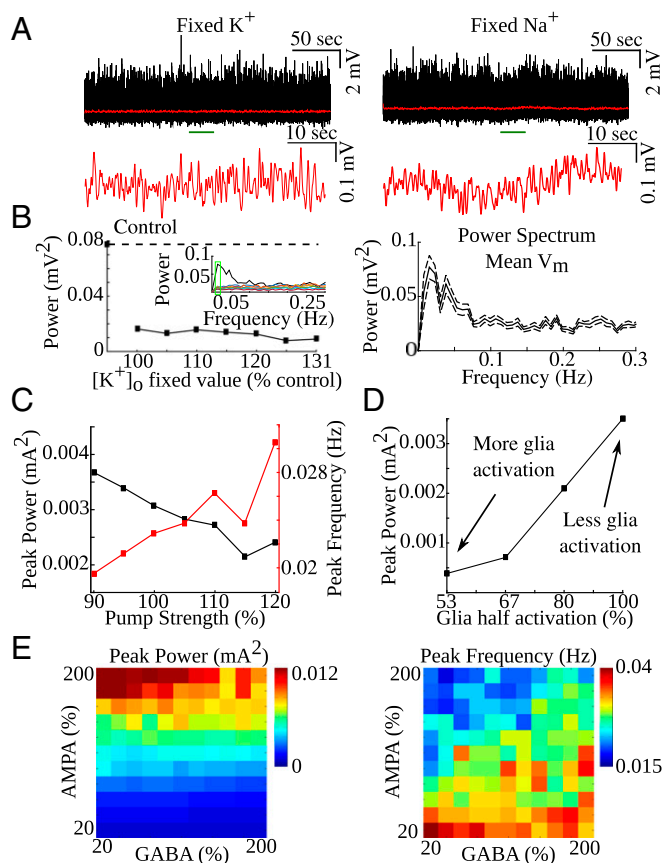 A
Fixed K+
50 sec
2 mV
10 sec
0.1 mV
Fixed Na+
50 sec
2 mV
10 sec
0.1 mV
B
Control
Power (mV2)
0.08
0.04
0
100 110 120 131
[K+]o fixed value (% control)
Power
0.1
0.05
0.05 0.25
Frequency (Hz)
Power Spectrum
Mean Vm
Power (mV2)
0.1
0.05
0
0.1 0.2 0.3
Frequency (Hz)
C
Peak Power (mA2)
0.004
0.003
0.002
90 100 110 120
Pump Strength (%)
0.028
0.02
Peak Frequency (Hz)
D
Peak Power (mA2)
0.003
0.002
0.001
More glia
activation
Less glia
activation
53 67 80 100
Glia half activation (%)
E
Peak Power (mA2)
200
AMPA (%)
20
20 200
GABA (%)
0.012
0
Peak Frequency (Hz)
200
AMPA (%)
20
20 200
GABA (%)
0.04
0.015